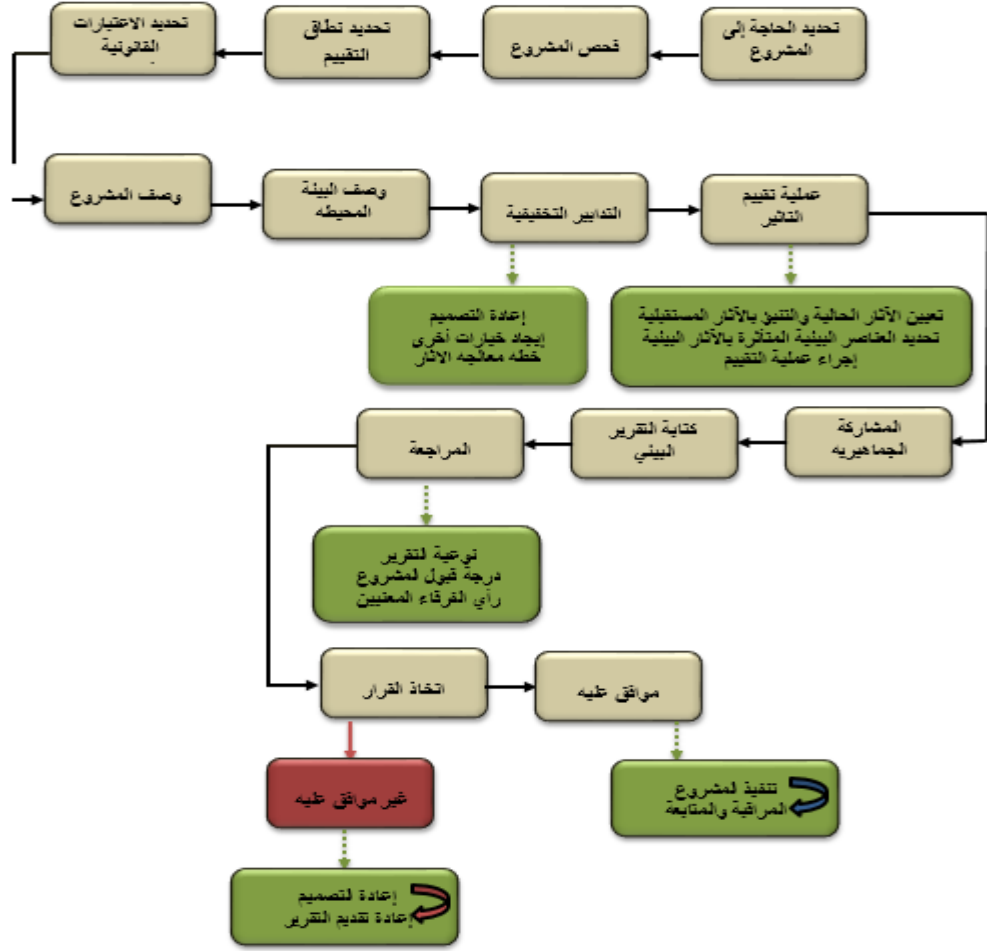 تحديد الحاجة إلى
المشروع
فحص المشروع
تحديد نطاق
التقييم
تحديد الاعتبارات
القانونية
وصف المشروع
وصف البيئة
المحيطه
التدابير التخفيفية
عملية تقييم
التاثير
إعادة التصميم
إيجاد خيارات أخرى
خطه معالجه الاثار
تعيين الآثار الحالية والتنبؤ بالآثار المستقبلية
تحديد العناصر البيئية المتأثرة بالآثار البيئية
إجراء عملية التقييم
المشاركة
الجماهيريه
كتابة التقرير
البيئي
المراجعة
نوعية التقرير
درجة قبول المشروع
رأي الفرقاء المعنيين
اتخاذ القرار
موافق عليه
غير موافق عليه
تنفيذ المشروع
المراقبة والمتابعة
إعادة التصميم
إعادة تقديم التقرير